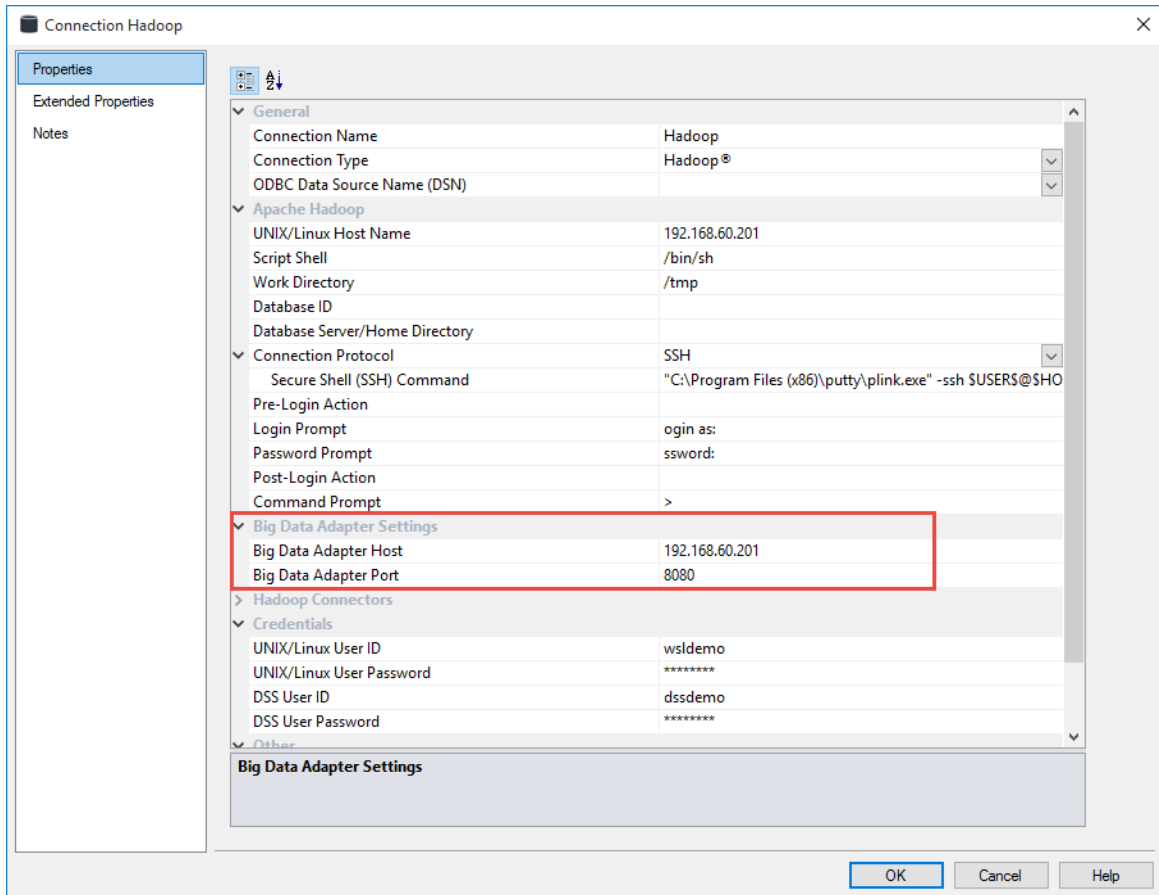 Connection Hadoop
Properties
Extended Properties
Notes
General
Connection Name Hadoop
Connection Type Hadoop®
ODBC Data Source Name (DSN)
Apache Hadoop
UNIX/Linux Host Name 192.168.60.201
Script Shell /bin/sh
Work Directory /tmp
Database ID
Database Server/Home Directory
Connection Protocol SSH
Secure Shell (SSH) Command "C:\Program Files (x86)\putty\plink.exe" -ssh $USER$@$HO
Pre-Login Action
Login Prompt ogin as:
Password Prompt ssword:
Post-Login Action
Command Prompt >
Big Data Adapter Settings
Big Data Adapter Host 192.168.60.201
Big Data Adapter Port 8080
Hadoop Connectors
Credentials
UNIX/Linux User ID wsldemo
UNIX/Linux User Password ********
DSS User ID dssdemo
DSS User Password ********
Other
Big Data Adapter Settings
OK Cancel Help